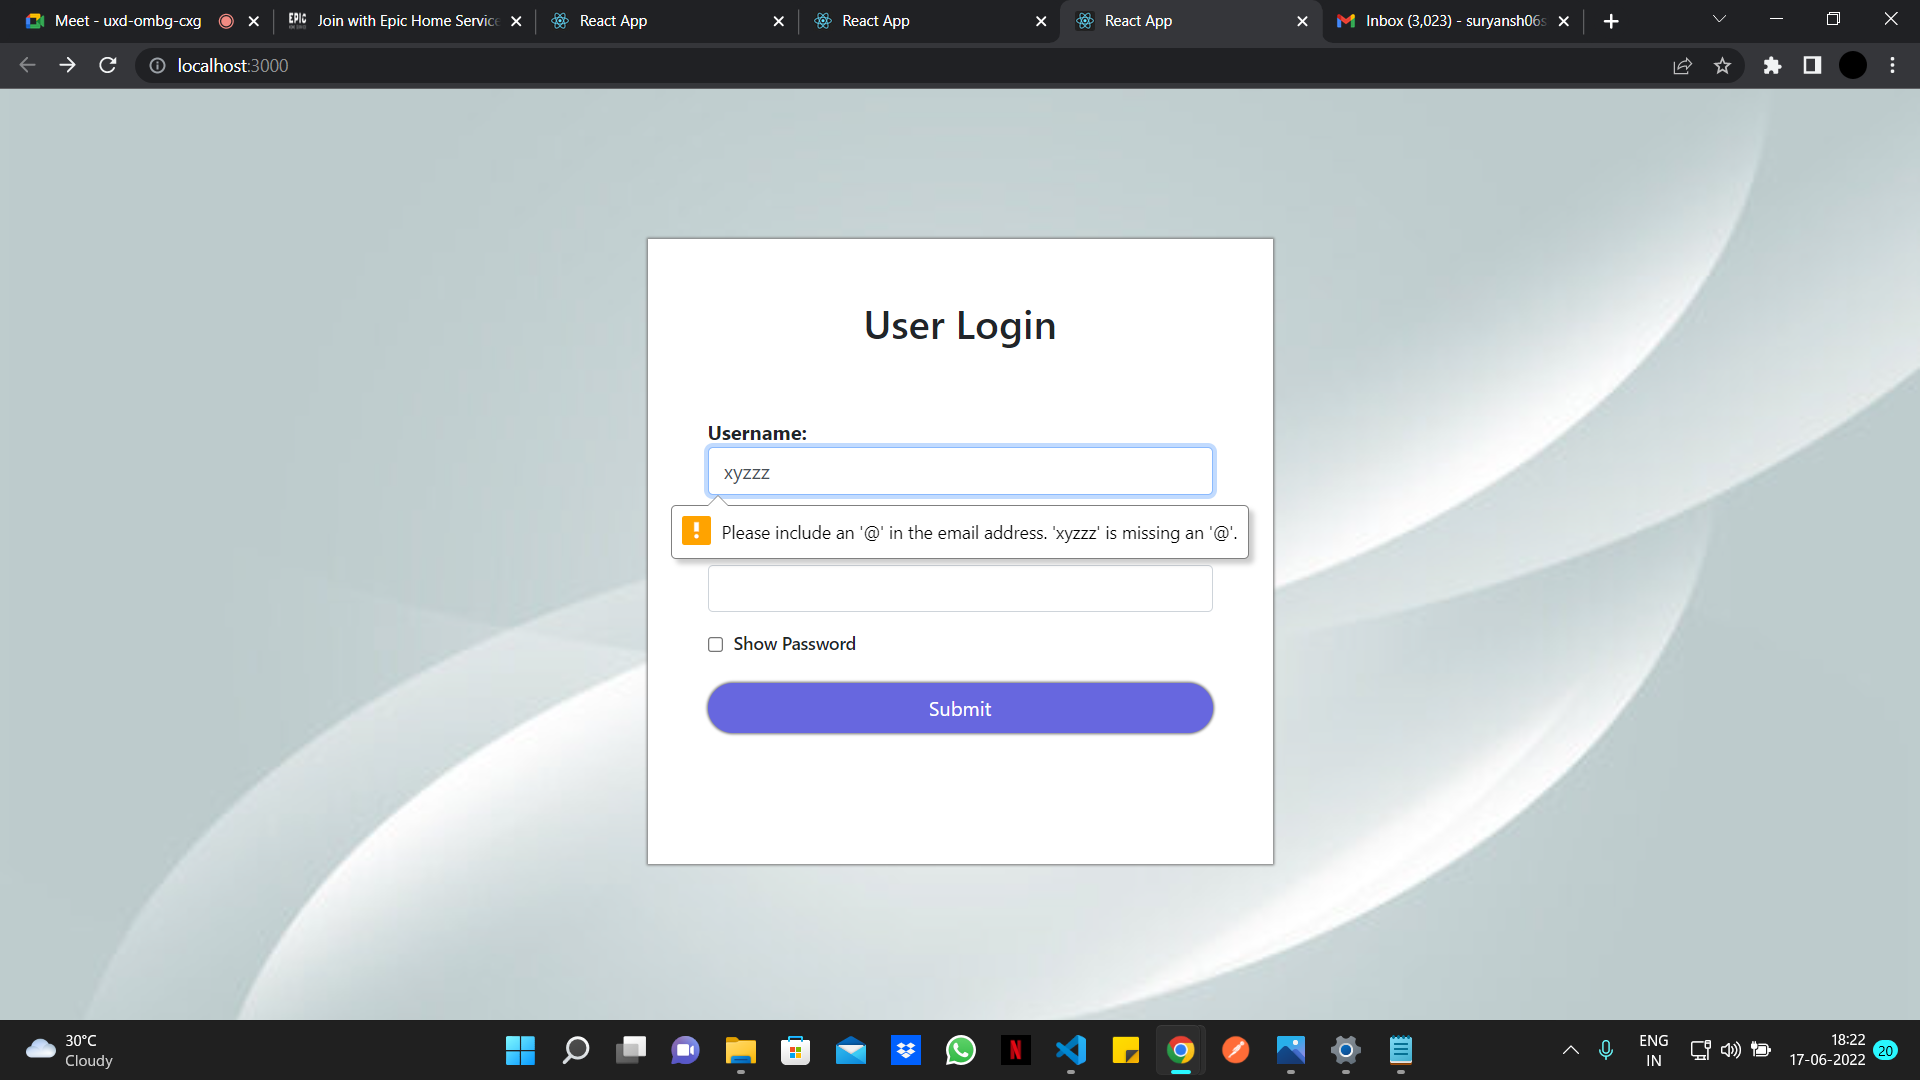 Meet - uxd-ombg-cxg
EPIC Join with Epic Home Service
React App
React App
React App
Inbox (3,023) - suryansh06s
localhost:3000
User Login
Username:
xyzzz
! Please include an '@' in the email address. 'xyzzz' is missing an '@'.
Show Password
Submit
30°C
Cloudy
N
ENG
IN
18:22
17-06-2022
20